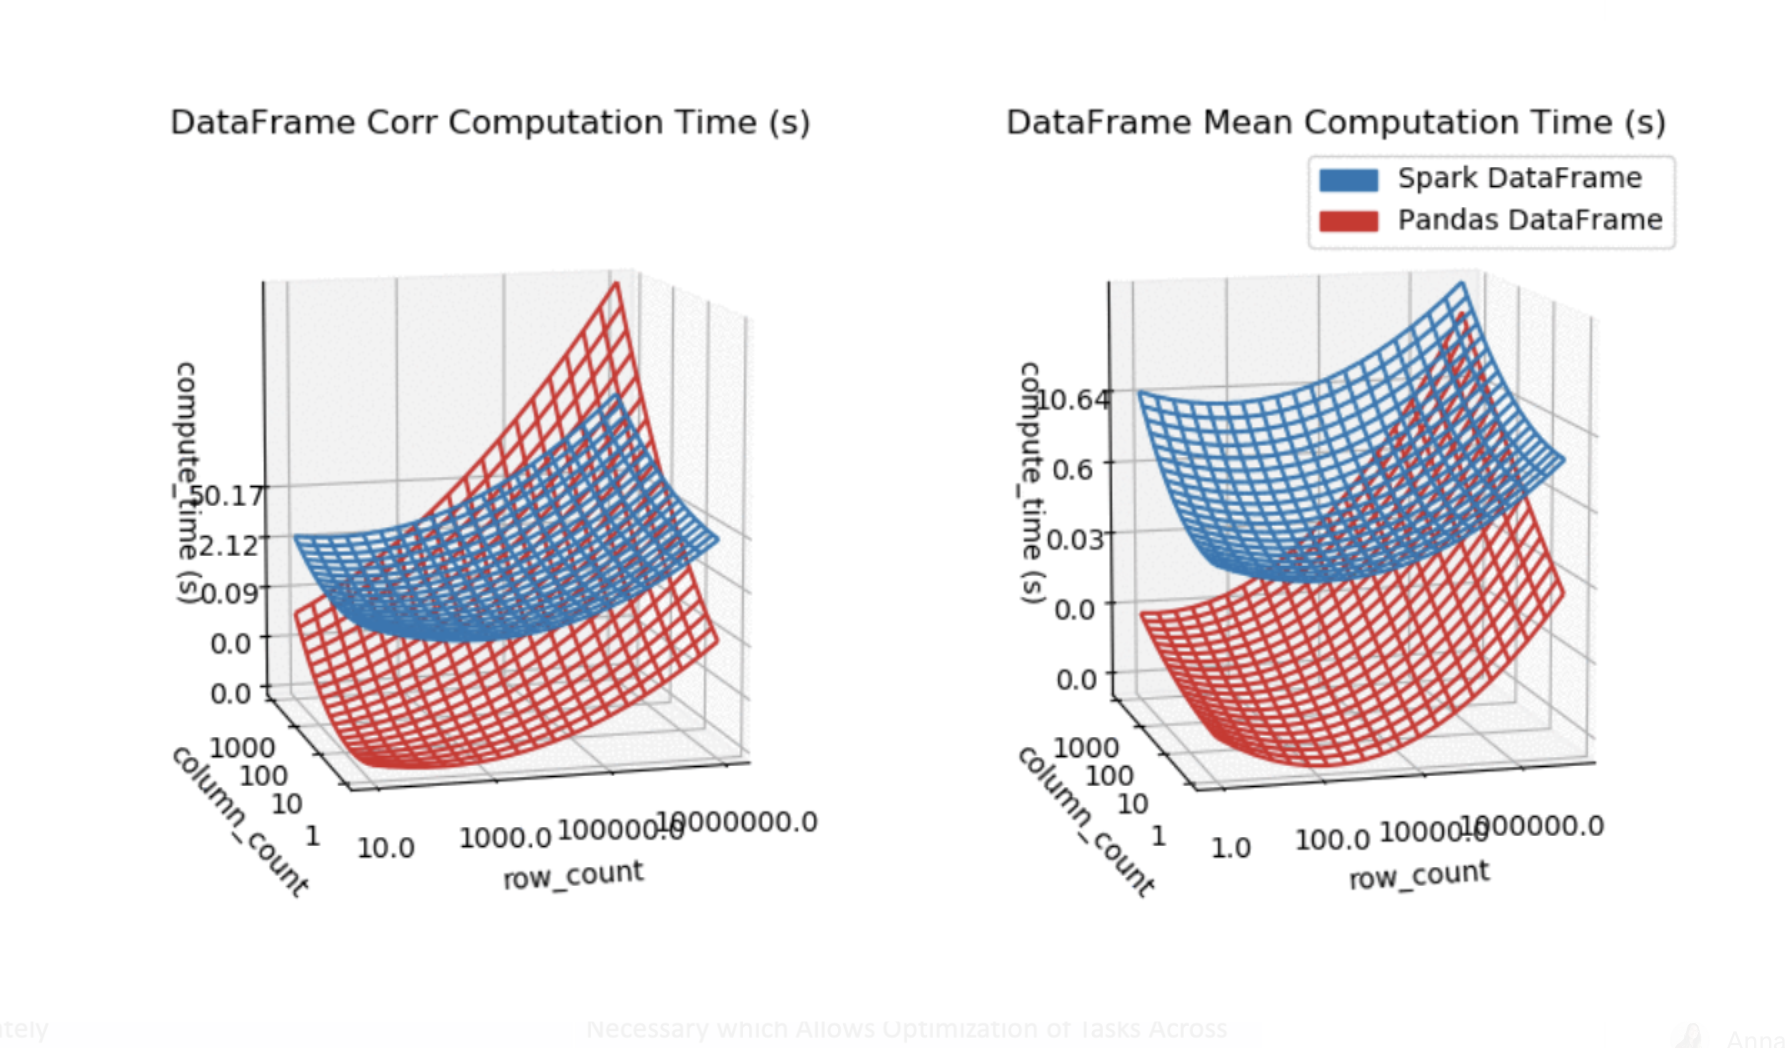 DataFrame Corr Computation Time (s)
compute_time (s)
50.17
2.12
0.09
0.0
0.0
1000
100
10
1
column_count
10.0
1000.0
100000.0
10000000.0
row_count
DataFrame Mean Computation Time (s)
Spark DataFrame
Pandas DataFrame
compute_time (s)
10.64
0.6
0.03
0.0
0.0
1000
100
10
1
column_count
1.0
100.0
10000.0
1000000.0
row_count
Necessary which Allows Optimization of Tasks Across